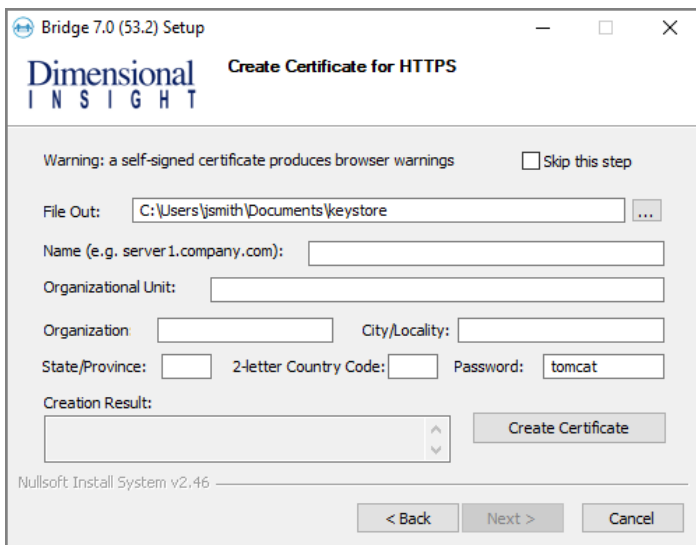 Bridge 7.0 (53.2) Setup
Dimensional
INSIGHT
Create Certificate for HTTPS
Warning: a self-signed certificate produces browser warnings
Skip this step
File Out: C:\Users\jsmith\Documents\keystore ...
Name (e.g. server1.company.com):
Organizational Unit:
Organization City/Locality:
State/Province: 2-letter Country Code: Password: tomcat
Creation Result:
Create Certificate
Nullsoft Install System v2.46
< Back Next > Cancel